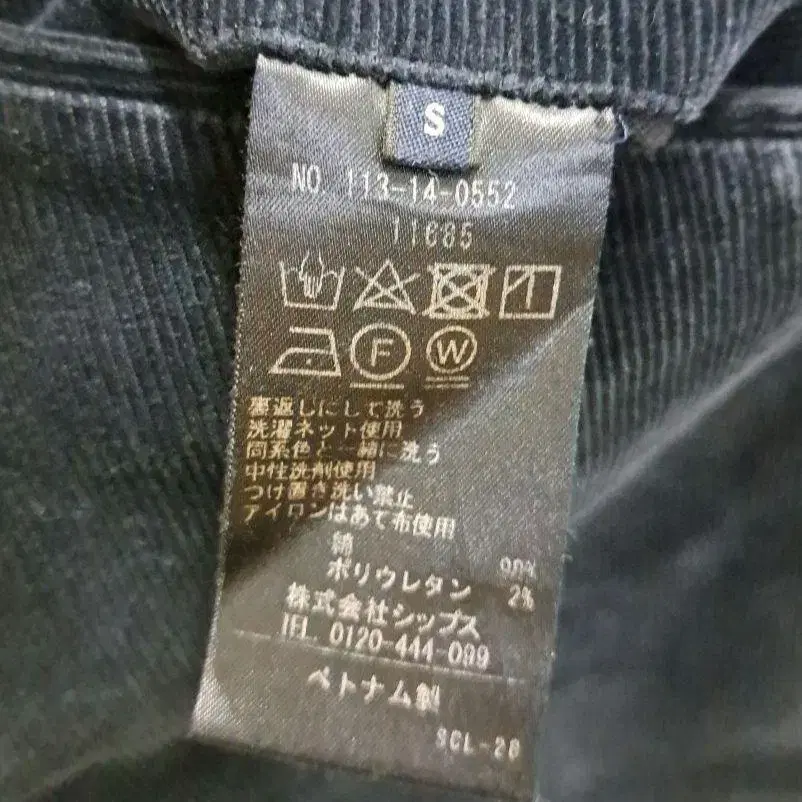 S
NO. 113-14-0552
11685
F W
裏返しにして洗う
洗濯ネット使用
同系色と一緒に洗う
中性洗剤使用
つけ置き洗い禁止
アイロンはあて布使用
綿
ポリウレタン 2%
株式会社シップス
TEL. 0120-444-099
ベトナム製
SCL-28